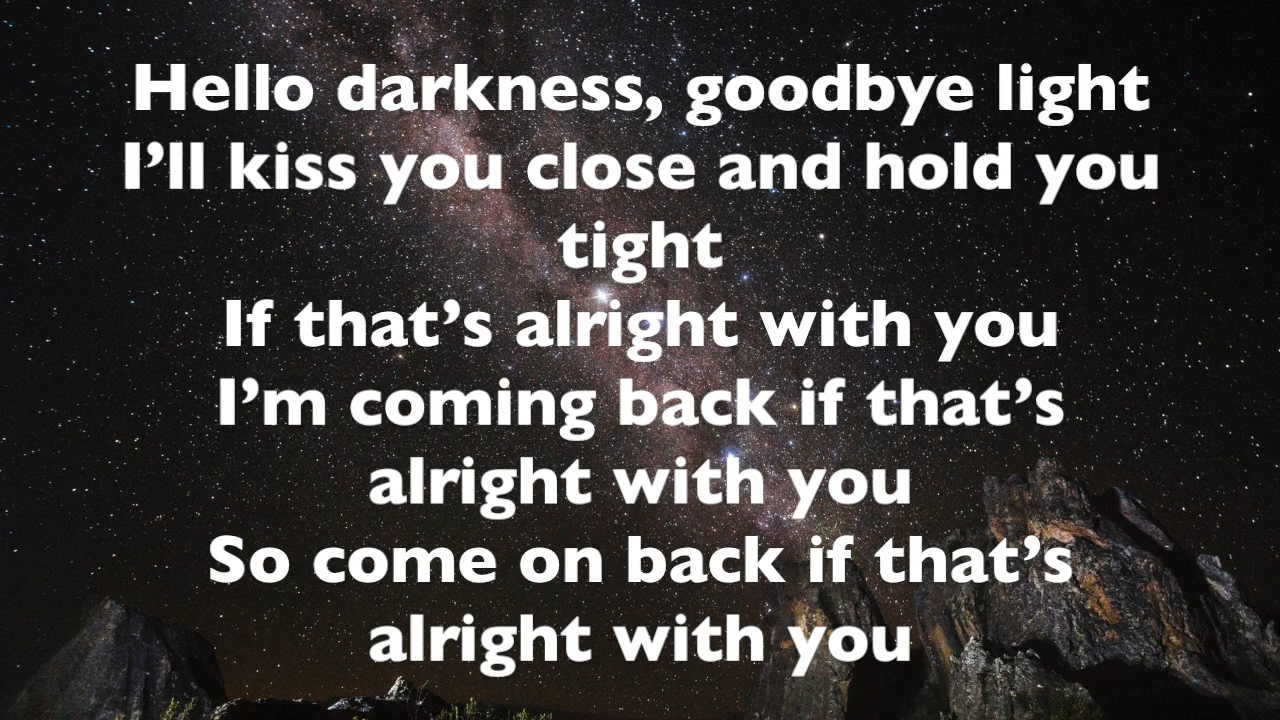 Hello darkness, goodbye light
I’ll kiss you close and hold you
tight
If that’s alright with you
I’m coming back if that’s
alright with you
So come on back if that’s
alright with you